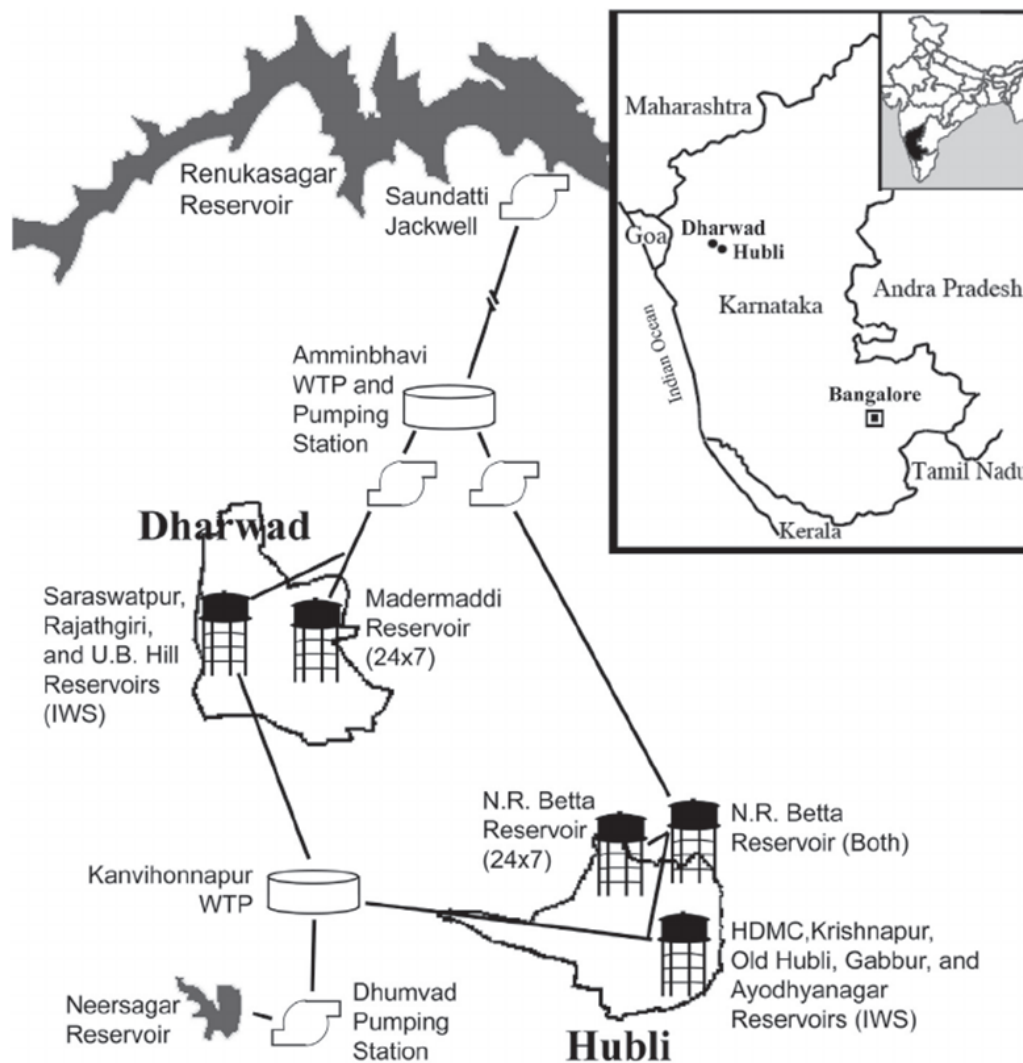 Renukasagar
Reservoir
Saundatti
Jackwell
Amminbhavi
WTP and
Pumping
Station
Dharwad
Saraswatpur,
Rajathgiri,
and U.B. Hill
Reservoirs
(IWS)
Madermaddi
Reservoir
(24x7)
N.R. Betta
Reservoir
(24x7)
N.R. Betta
Reservoir (Both)
Kanvihonnapur
WTP
HDMC,Krishnapur,
Old Hubli, Gabbur, and
Ayodhyanagar
Reservoirs (IWS)
Neersagar
Reservoir
Dhumvad
Pumping
Station
Hubli
Maharashtra
Goa
Dharwad
Hubli
Karnataka
Andra Pradesh
Indian Ocean
Bangalore
Tamil Nadu
Kerala